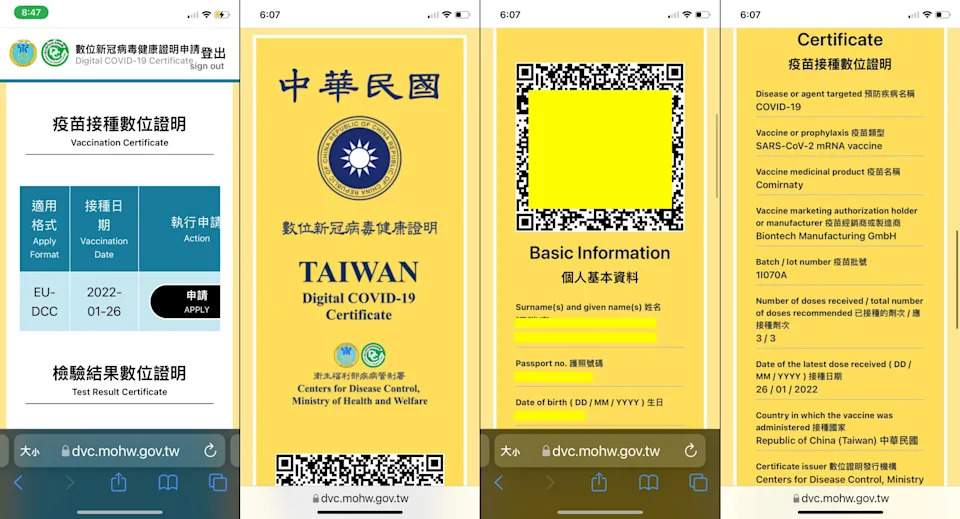 8:47
數位新冠病毒健康證明申請
Digital COVID-19 Certificate
登出
sign out
疫苗接種數位證明
Vaccination Certificate
適用
格式
Apply
Format
接種日
期
Vaccination
Date
執行申請
Action
EU-
DCC
2022-
01-26
申請
APPLY
檢驗結果數位證明
Test Result Certificate
大小
dvc.mohw.gov.tw
6:07
中華民國
REPUBLIC OF CHINA
數位新冠病毒健康證明
TAIWAN
Digital COVID-19
Certificate
衛生福利部疾病管制署
Centers for Disease Control,
Ministry of Health and Welfare
dvc.mohw.gov.tw
6:07
Basic Information
個人基本資料
Surname(s) and given name(s) 姓名
Passport no. 護照號碼
Date of birth ( DD / MM / YYYY ) 生日
大小
dvc.mohw.gov.tw
6:07
Certificate
疫苗接種數位證明
Disease or agent targeted 預防疾病名稱
COVID-19
Vaccine or prophylaxis 疫苗類型
SARS-CoV-2 mRNA vaccine
Vaccine medicinal product 疫苗名稱
Comirnaty
Vaccine marketing authorization holder
or manufacturer 疫苗經銷商或製造商
Biontech Manufacturing GmbH
Batch / lot number 疫苗批號
1I070A
Number of doses received / total number
of doses recommended 已接種的劑次 / 應
接種劑次
3 / 3
Date of the latest dose received ( DD /
MM / YYYY ) 接種日期
26 / 01 / 2022
Country in which the vaccine was
administered 接種國家
Republic of China (Taiwan) 中華民國
Certificate issuer 數位證明發行機構
Centers for Disease Control, Ministry
dvc.mohw.gov.tw